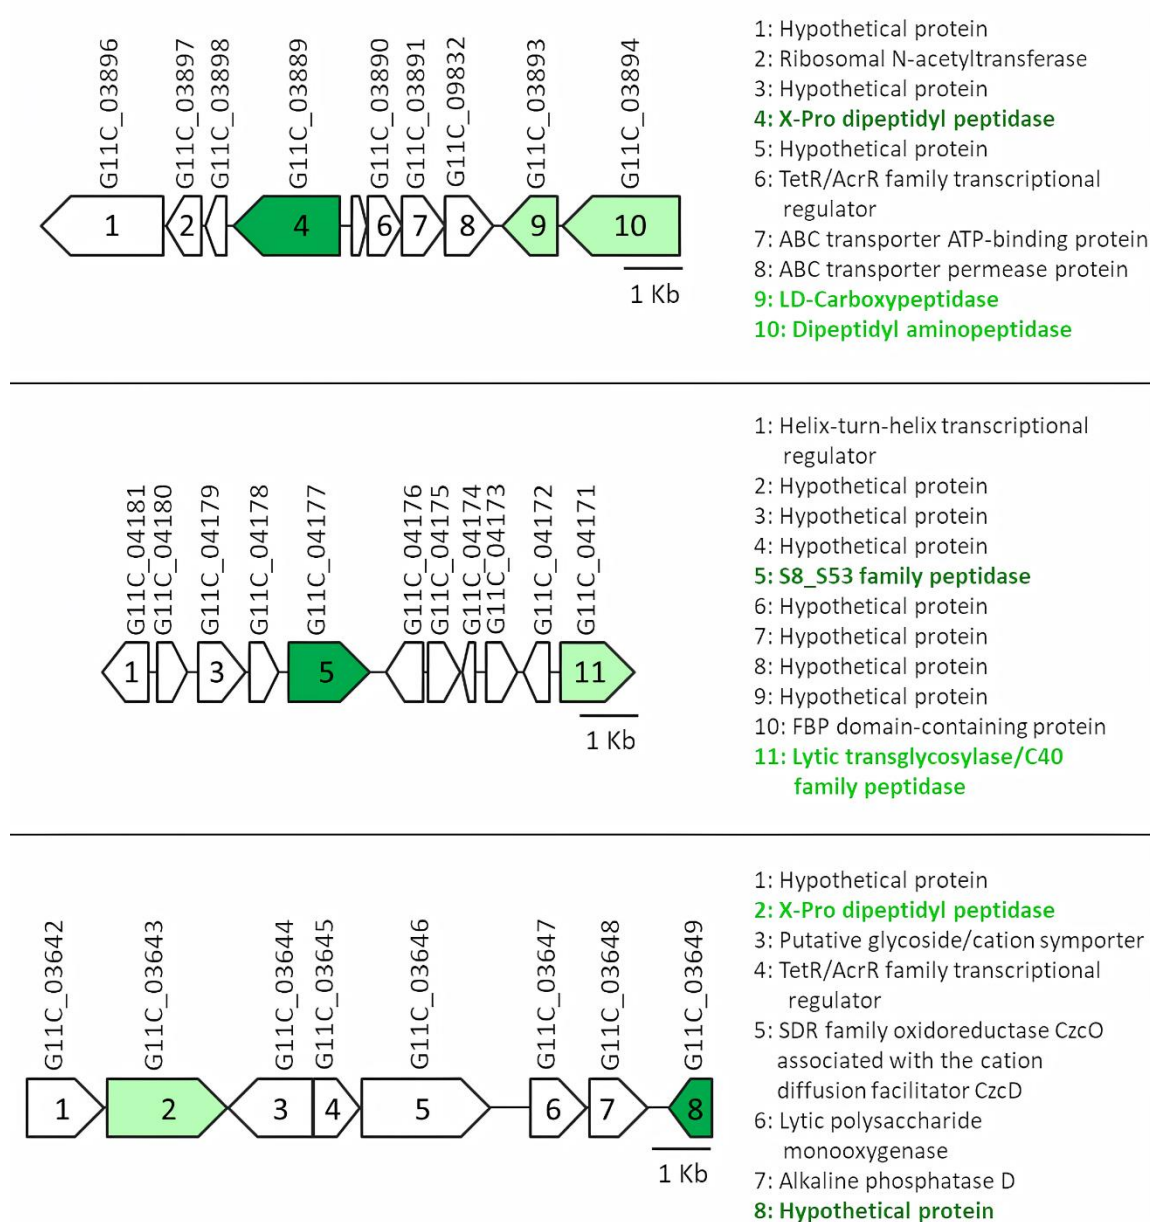 G11C_03896
G11C_03897
G11C_03898
G11C_03889
G11C_03890
G11C_03891
G11C_09832
G11C_03893
G11C_03894
1
2
4
6
7
8
9
10
1 Kb
1: Hypothetical protein
2: Ribosomal N-acetyltransferase
3: Hypothetical protein
4: X-Pro dipeptidyl peptidase
5: Hypothetical protein
6: TetR/AcrR family transcriptional
regulator
7: ABC transporter ATP-binding protein
8: ABC transporter permease protein
9: LD-Carboxypeptidase
10: Dipeptidyl aminopeptidase
G11C_04181
G11C_04180
G11C_04179
G11C_04178
G11C_04177
G11C_04176
G11C_04175
G11C_04174
G11C_04173
G11C_04172
G11C_04171
1
3
5
11
1 Kb
1: Helix-turn-helix transcriptional
regulator
2: Hypothetical protein
3: Hypothetical protein
4: Hypothetical protein
5: S8_S53 family peptidase
6: Hypothetical protein
7: Hypothetical protein
8: Hypothetical protein
9: Hypothetical protein
10: FBP domain-containing protein
11: Lytic transglycosylase/C40
family peptidase
G11C_03642
G11C_03643
G11C_03644
G11C_03645
G11C_03646
G11C_03647
G11C_03648
G11C_03649
1
2
3
4
5
6
7
8
1 Kb
1: Hypothetical protein
2: X-Pro dipeptidyl peptidase
3: Putative glycoside/cation symporter
4: TetR/AcrR family transcriptional
regulator
5: SDR family oxidoreductase CzcO
associated with the cation
diffusion facilitator CzcD
6: Lytic polysaccharide
monooxygenase
7: Alkaline phosphatase D
8: Hypothetical protein